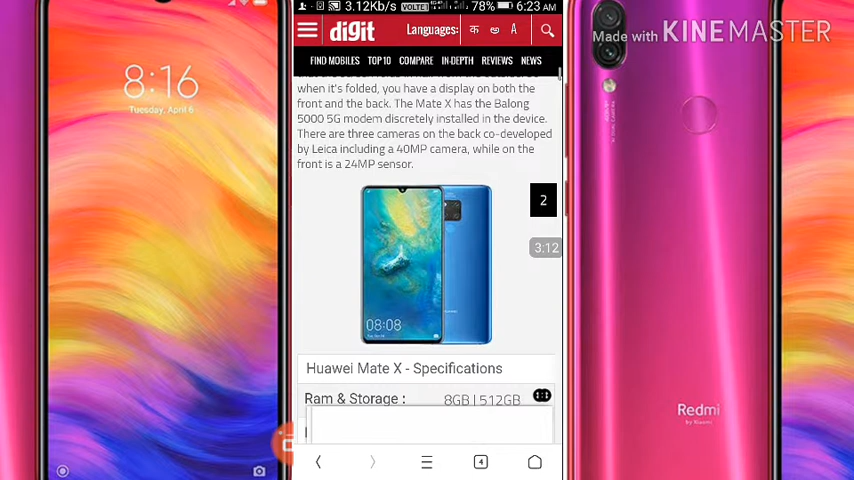 3.12Kb/s VOLTE1 78% 6:23 AM
digit Languages: क అ A
FIND MOBILES TOP10 COMPARE IN-DEPTH REVIEWS NEWS
when it's folded, you have a display on both the
front and the back. The Mate X has the Balong
5000 5G modem discretely installed in the device.
There are three cameras on the back co-developed
by Leica including a 40MP camera, while on the
front is a 24MP sensor.
2
3:12
08:08
Huawei Mate X - Specifications
Ram & Storage : 8GB | 512GB
4
8:16
Tuesday, April 6
Made with KINEMASTER
Redmi
by Xiaomi